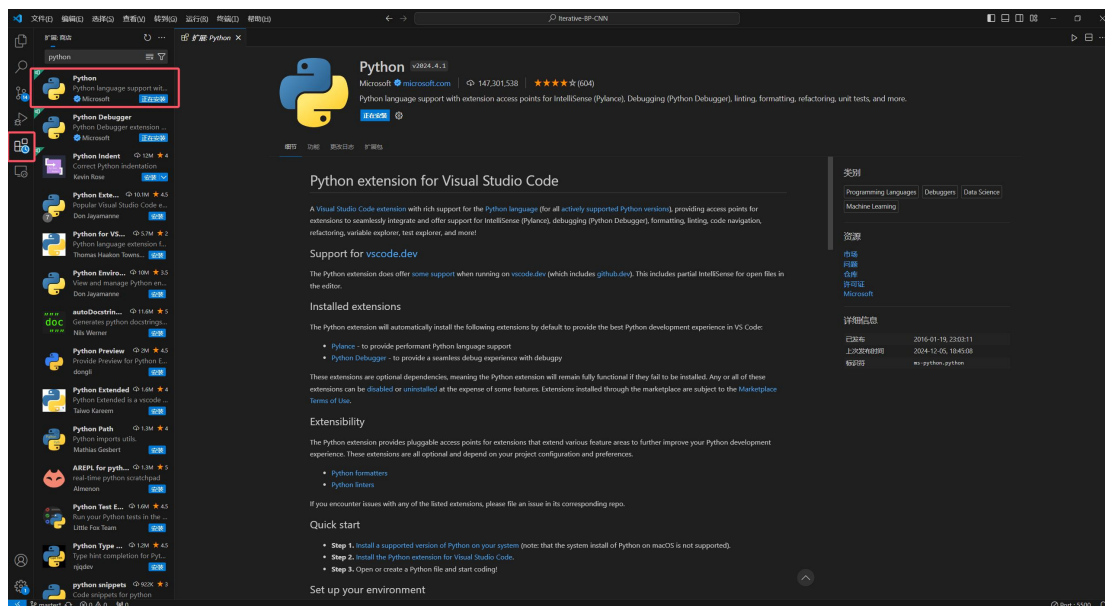 文件(F) 编辑(E) 选择(S) 查看(V) 转到(G) 运行(R) 终端(T) 帮助(H)
Iterative-BP-CNN
扩展: 商店
扩展: Python
python
Python
Python language support wit...
Microsoft 正在安装
Python Debugger
Python Debugger extension ...
Microsoft 正在安装
Python Indent 12M 4
Correct Python indentation
Kevin Rose 安装
Python Exte... 10.1M 4.5
Popular Visual Studio Code e...
Don Jayamanne 安装
Python for VS... 5.7M 2
Python language extension f...
Thomas Haakon Towns... 安装
Python Enviro... 10M 3.5
View and manage Python en...
Don Jayamanne 安装
autoDocstrin... 11.6M 5
Generates python docstrings...
Nils Werner 安装
Python Preview 2M 4.5
Provide Preview for Python E...
dongli 安装
Python Extended 1.6M 4
Python Extended is a vscode ...
Taiwo Kareem 安装
Python Path 1.3M 4
Python imports utils.
Mathias Gesbert 安装
AREPL for pyth... 1.3M 5
real-time python scratchpad
Almenon 安装
Python Test E... 1.6M 4
Run your Python tests in the ...
Little Fox Team 安装
Python Type ... 1.2M 4.5
Type hint completion for Pyt...
njqdev 安装
python snippets 922K 3
Code snippets for python
Python v2024.4.1
Microsoft microsoft.com 147,301,538 (604)
Python language support with extension access points for IntelliSense (Pylance), Debugging (Python Debugger), linting, formatting, refactoring, unit tests, and more.
正在安装
细节 功能 更改日志 扩展包
Python extension for Visual Studio Code
A Visual Studio Code extension with rich support for the Python language (for all actively supported Python versions), providing access points for
extensions to seamlessly integrate and offer support for IntelliSense (Pylance), debugging (Python Debugger), formatting, linting, code navigation,
refactoring, variable explorer, test explorer, and more!
Support for vscode.dev
The Python extension does offer some support when running on vscode.dev (which includes github.dev). This includes partial IntelliSense for open files in
the editor.
Installed extensions
The Python extension will automatically install the following extensions by default to provide the best Python development experience in VS Code:
• Pylance - to provide performant Python language support
• Python Debugger - to provide a seamless debug experience with debugpy
These extensions are optional dependencies, meaning the Python extension will remain fully functional if they fail to be installed. Any or all of these
extensions can be disabled or uninstalled at the expense of some features. Extensions installed through the marketplace are subject to the Marketplace
Terms of Use.
Extensibility
The Python extension provides pluggable access points for extensions that extend various feature areas to further improve your Python development
experience. These extensions are all optional and depend on your project configuration and preferences.
• Python formatters
• Python linters
If you encounter issues with any of the listed extensions, please file an issue in its corresponding repo.
Quick start
• Step 1. Install a supported version of Python on your system (note: that the system install of Python on macOS is not supported).
• Step 2. Install the Python extension for Visual Studio Code.
• Step 3. Open or create a Python file and start coding!
Set up your environment
类别
Programming Languages Debuggers Data Science
Machine Learning
资源
市场
问题
仓库
许可证
Microsoft
详细信息
已发布 2016-01-19, 23:03:11
上次发布时间 2024-12-05, 18:45:08
标识符 ms-python.python
master* 0 0 0
Port : 5500